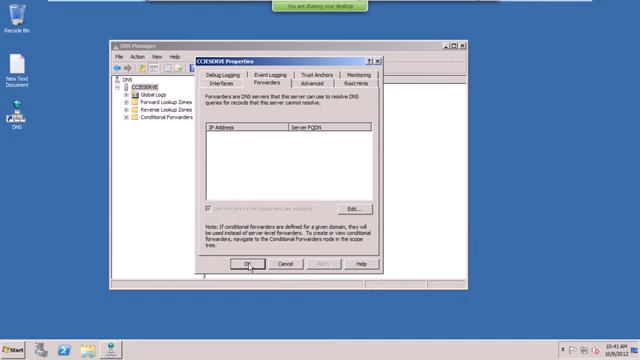 You are sharing your desktop
Recycle Bin
New Text
Document
DNS
DNS Manager
File Action View Help
DNS
CCIESERVE
Global Logs
Forward Lookup Zones
Reverse Lookup Zones
Conditional Forwarders
CCIESERVE Properties
Debug Logging Event Logging Trust Anchors Monitoring
Interfaces Forwarders Advanced Root Hints
Forwarders are DNS servers that this server can use to resolve DNS
queries for records that this server cannot resolve.
IP Address Server FQDN
Use root hints if no forwarders are available
Edit...
Note: If conditional forwarders are defined for a given domain, they will
be used instead of server-level forwarders. To create or view conditional
forwarders, navigate to the Conditional Forwarders node in the scope
tree.
OK Cancel Apply Help
Start
10:41 AM
10/9/2012